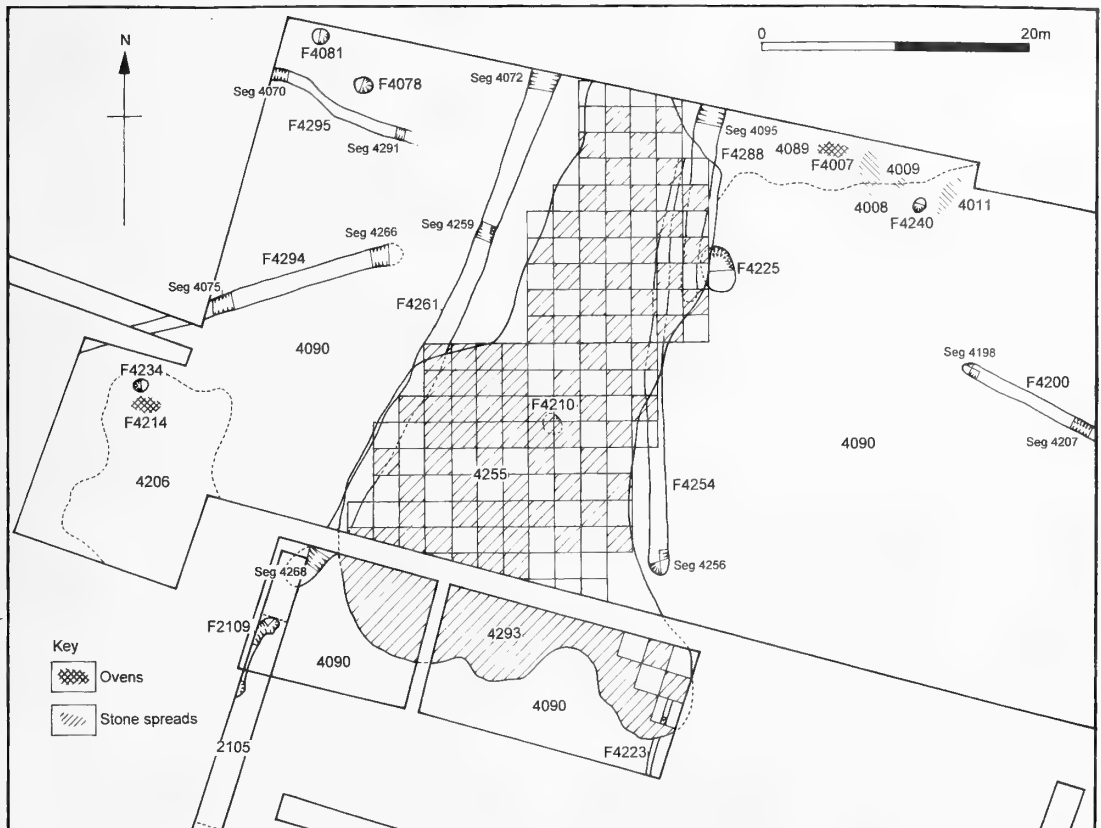 N
F4081
F4078
Seg 4070
F4295
Seg 4291
Seg 4072
0 20m
Seg 4095
F4288
4089
F4007
4009
4008
4011
F4240
Seg 4266
F4294
Seg 4075
Seg 4259
F4261
F4225
4090
F4234
F4214
4206
F4210
4255
Seg 4198
F4200
Seg 4207
4090
F4254
Seg 4256
Seg 4268
F2109
4090
4293
4090
F4223
2105
Key
Ovens
Stone spreads